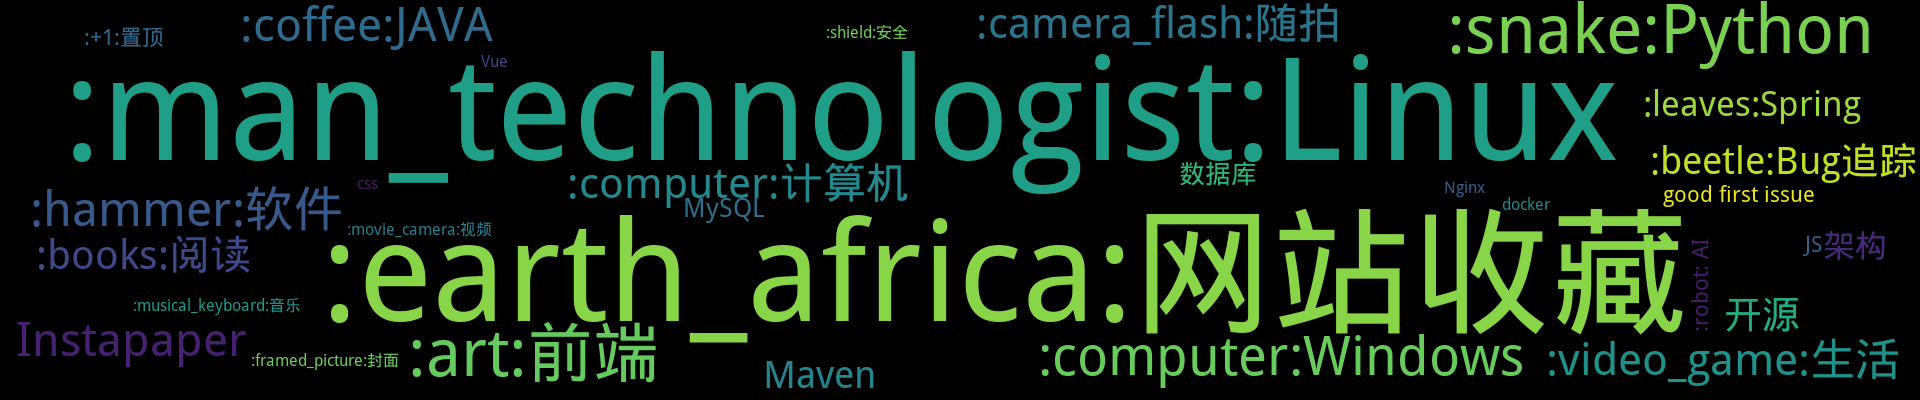 :+1:置顶
:coffee:JAVA
:shield:安全
:camera_flash:随拍
:snake:Python
Vue
:man_technologist:Linux
:leaves:Spring
:beetle:Bug追踪
css
:computer:计算机
数据库
Nginx
good first issue
:hammer:软件
MySQL
docker
:movie_camera:视频
:books:阅读
:earth_africa:网站收藏
:robot: AI
JS
架构
:musical_keyboard:音乐
开源
Instapaper
:framed_picture:封面
:art:前端
Maven
:computer:Windows
:video_game:生活